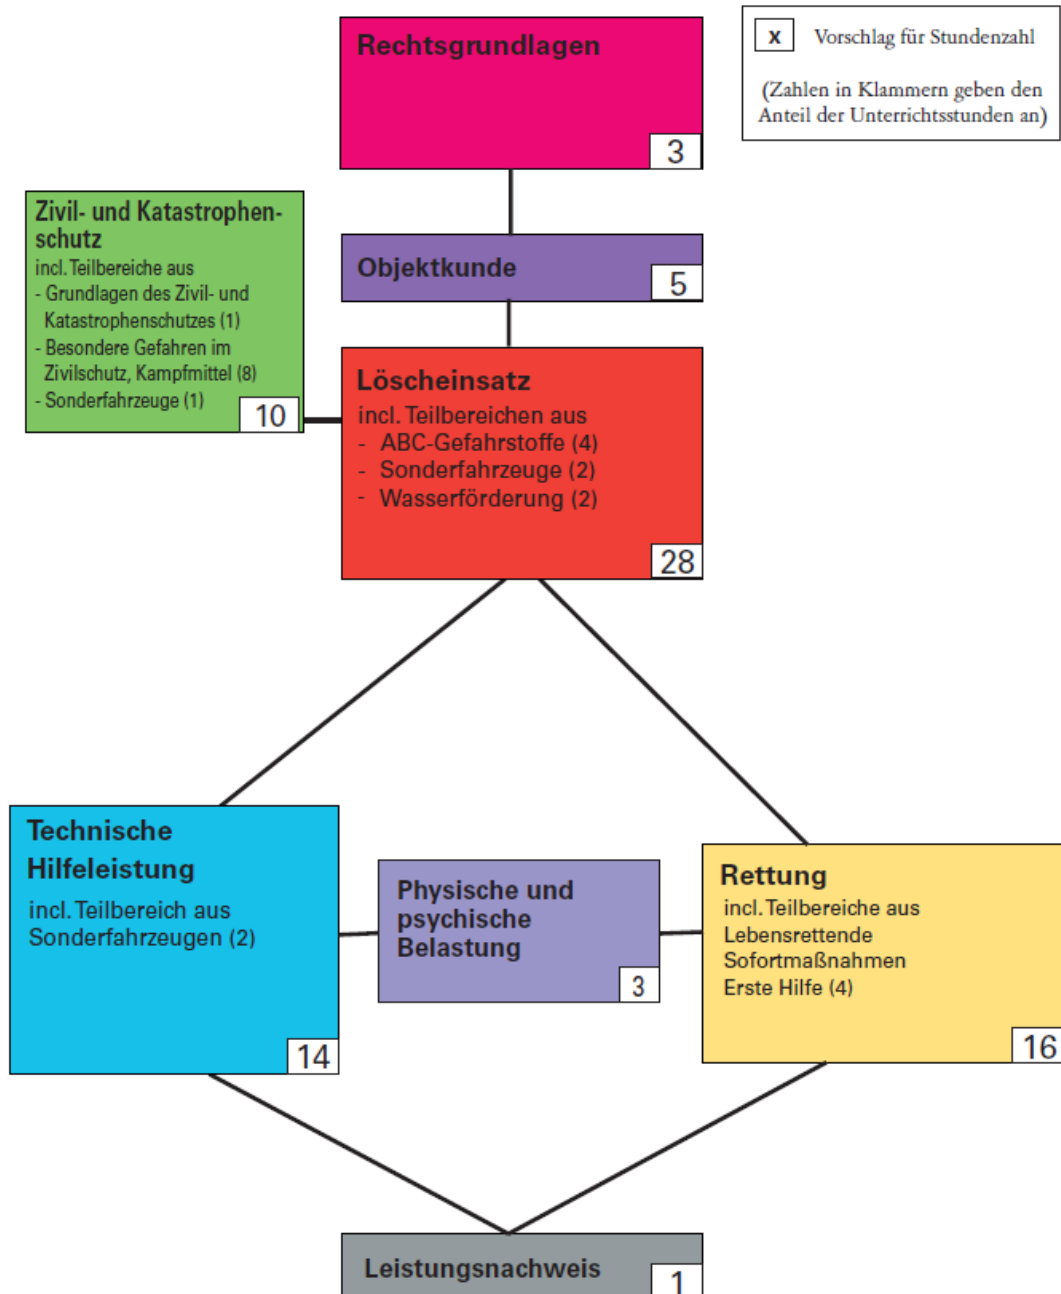 Rechtsgrundlagen
3
x Vorschlag für Stundenzahl
(Zahlen in Klammern geben den
Anteil der Unterrichtsstunden an)
Zivil- und Katastrophen-
schutz
incl. Teilbereiche aus
- Grundlagen des Zivil- und
Katastrophenschutzes (1)
- Besondere Gefahren im
Zivilschutz, Kampfmittel (8)
- Sonderfahrzeuge (1)
10
Objektkunde
5
Löscheinsatz
incl. Teilbereichen aus
- ABC-Gefahrstoffe (4)
- Sonderfahrzeuge (2)
- Wasserförderung (2)
28
Technische
Hilfeleistung
incl. Teilbereich aus
Sonderfahrzeugen (2)
14
Physische und
psychische
Belastung
3
Rettung
incl. Teilbereiche aus
Lebensrettende
Sofortmaßnahmen
Erste Hilfe (4)
16
Leistungsnachweis
1